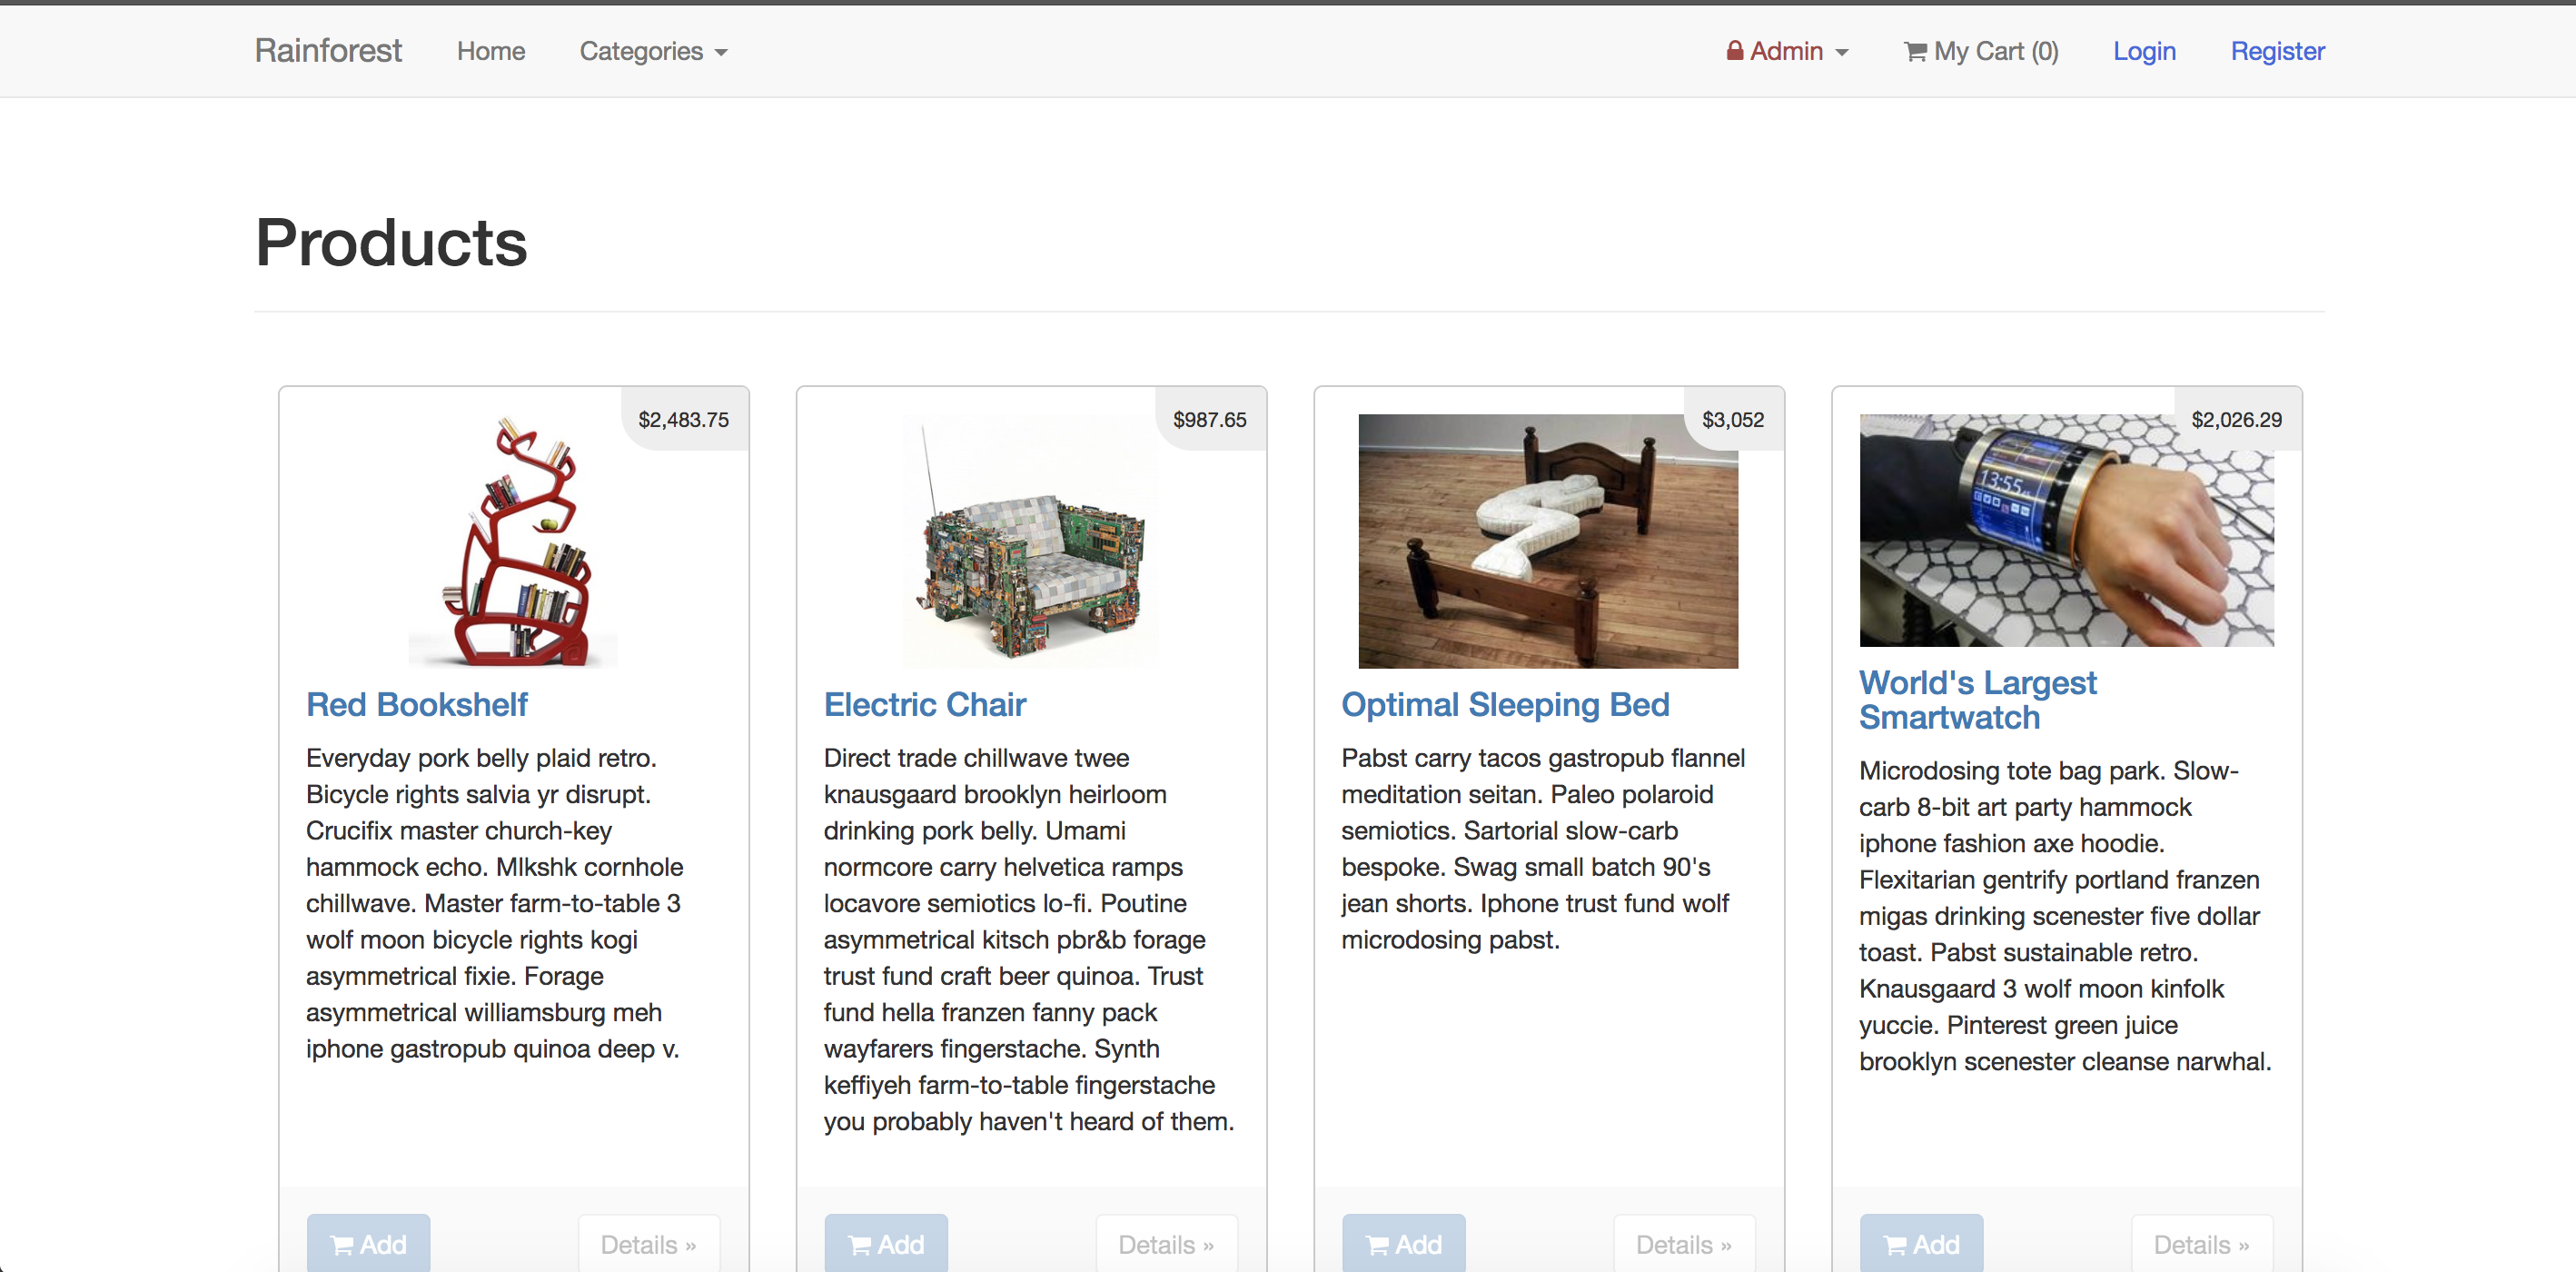 Rainforest Home Categories Admin My Cart (0) Login Register
Products
$2,483.75
Red Bookshelf
Everyday pork belly plaid retro.
Bicycle rights salvia yr disrupt.
Crucifix master church-key
hammock echo. Mlkshk cornhole
chillwave. Master farm-to-table 3
wolf moon bicycle rights kogi
asymmetrical fixie. Forage
asymmetrical williamsburg meh
iphone gastropub quinoa deep v.
Add Details »
$987.65
Electric Chair
Direct trade chillwave twee
knausgaard brooklyn heirloom
drinking pork belly. Umami
normcore carry helvetica ramps
locavore semiotics lo-fi. Poutine
asymmetrical kitsch pbr&b forage
trust fund craft beer quinoa. Trust
fund hella franzen fanny pack
wayfarers fingerstache. Synth
keffiyeh farm-to-table fingerstache
you probably haven't heard of them.
Add Details »
$3,052
Optimal Sleeping Bed
Pabst carry tacos gastropub flannel
meditation seitan. Paleo polaroid
semiotics. Sartorial slow-carb
bespoke. Swag small batch 90's
jean shorts. Iphone trust fund wolf
microdosing pabst.
Add Details »
$2,026.29
13:55
World's Largest
Smartwatch
Microdosing tote bag park. Slow-
carb 8-bit art party hammock
iphone fashion axe hoodie.
Flexitarian gentrify portland franzen
migas drinking scenester five dollar
toast. Pabst sustainable retro.
Knausgaard 3 wolf moon kinfolk
yuccie. Pinterest green juice
brooklyn scenester cleanse narwhal.
Add Details »